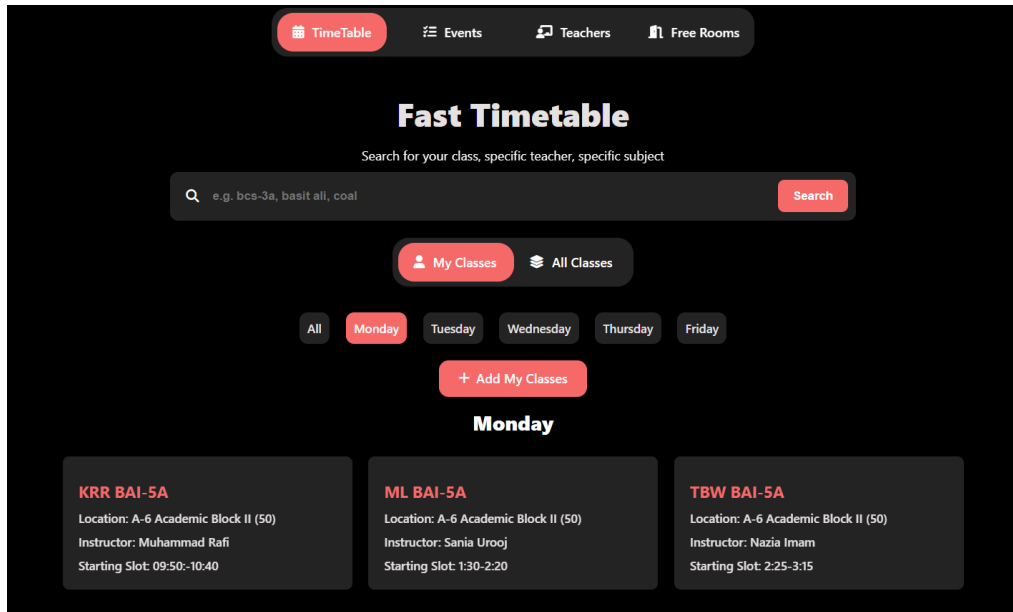 TimeTable Events Teachers Free Rooms
Fast Timetable
Search for your class, specific teacher, specific subject
e.g. bcs-3a, basit ali, coal Search
My Classes All Classes
All Monday Tuesday Wednesday Thursday Friday
+ Add My Classes
Monday
KRR BAI-5A
Location: A-6 Academic Block II (50)
Instructor: Muhammad Rafi
Starting Slot: 09:50:-10:40
ML BAI-5A
Location: A-6 Academic Block II (50)
Instructor: Sania Urooj
Starting Slot: 1:30-2:20
TBW BAI-5A
Location: A-6 Academic Block II (50)
Instructor: Nazia Imam
Starting Slot: 2:25-3:15